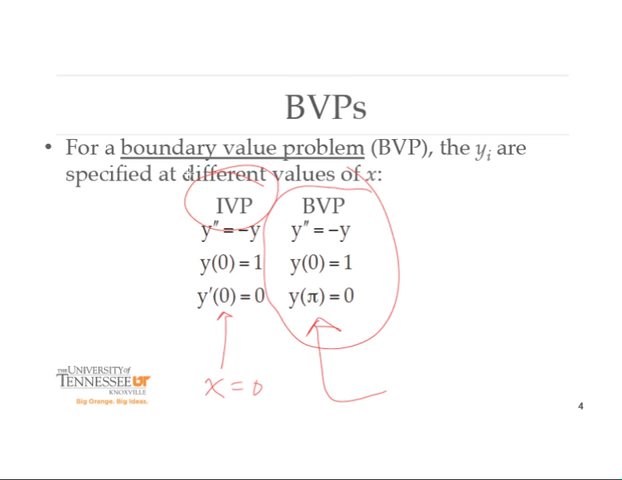 BVPs
• For a boundary value problem (BVP), the yᵢ are
specified at different values of x:
IVP BVP
y″ = −y y″ = −y
y(0) = 1 y(0) = 1
y′(0) = 0 y(π) = 0
x = 0
THE UNIVERSITY of
TENNESSEE UT
KNOXVILLE
Big Orange. Big Ideas.
4